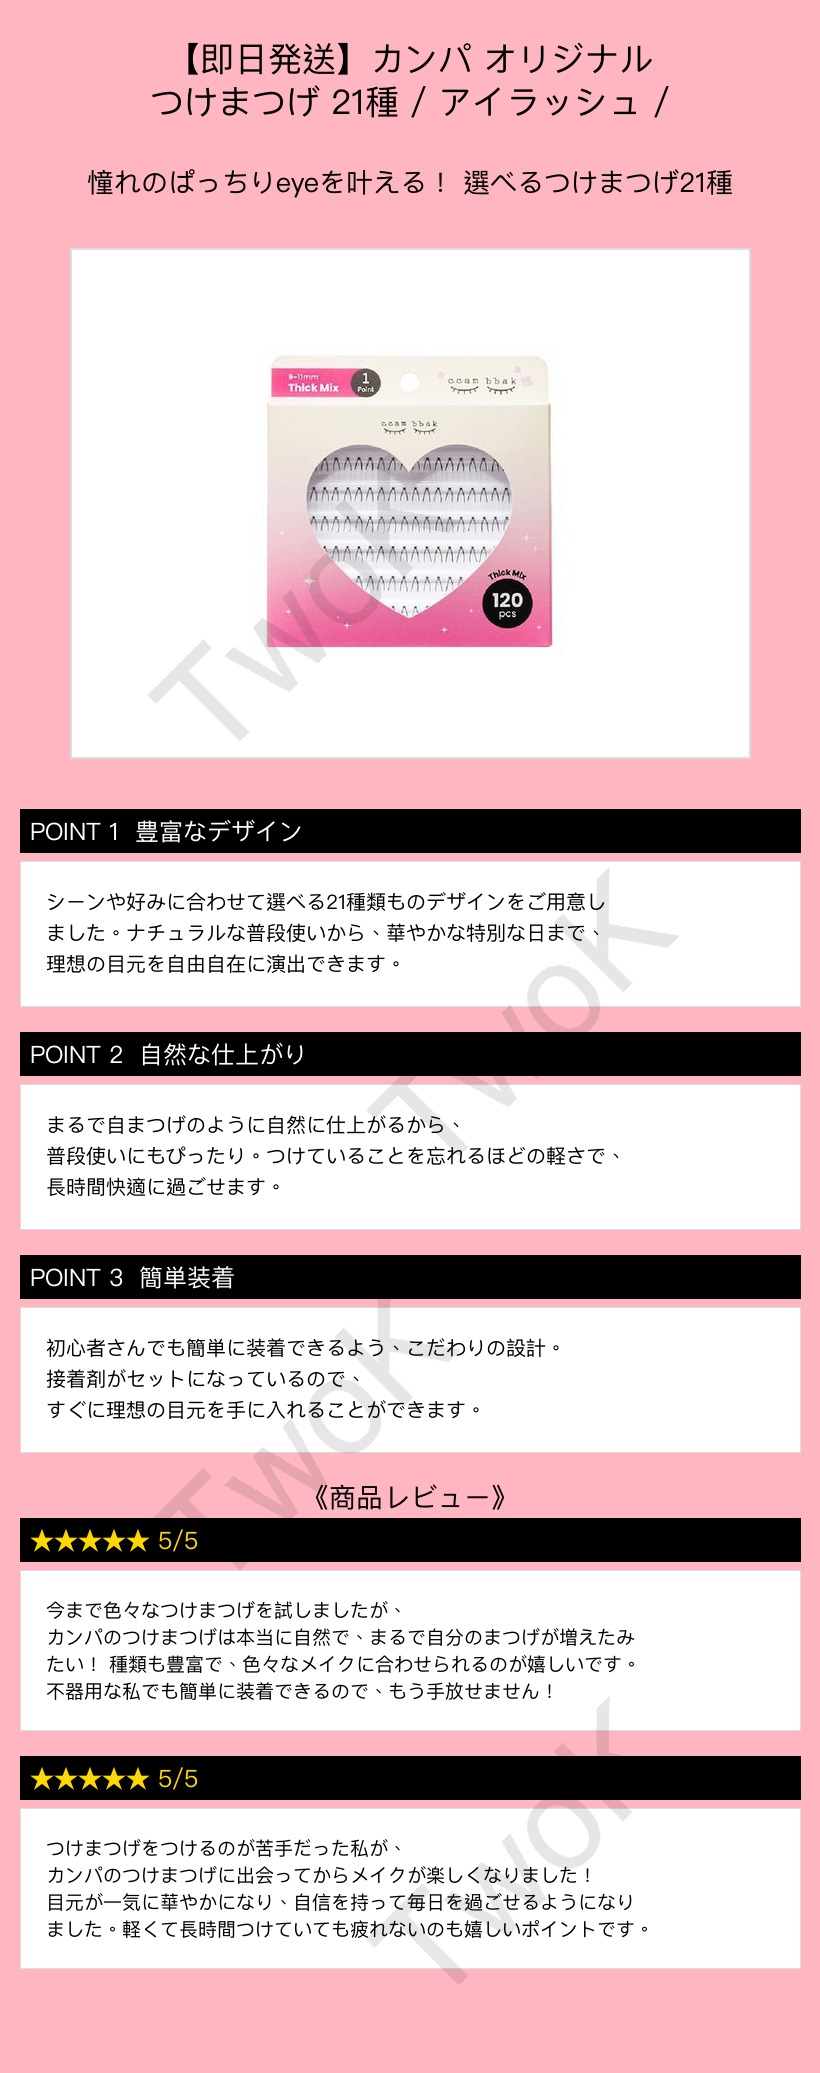 【即日発送】カンパ オリジナル
つけまつげ 21種 / アイラッシュ /
憧れのぱっちりeyeを叶える！ 選べるつけまつげ21種
9-11mm
Thick Mix
1
Point
ccam bbak
ccam bbak
Thick Mix
120
pcs
TwoK
POINT 1 豊富なデザイン
シーンや好みに合わせて選べる21種類ものデザインをご用意し
ました。ナチュラルな普段使いから、華やかな特別な日まで、
理想の目元を自由自在に演出できます。
TwoK
POINT 2 自然な仕上がり
まるで自まつげのように自然に仕上がるから、
普段使いにもぴったり。つけていることを忘れるほどの軽さで、
長時間快適に過ごせます。
POINT 3 簡単装着
初心者さんでも簡単に装着できるよう、こだわりの設計。
接着剤がセットになっているので、
すぐに理想の目元を手に入れることができます。
TwoK
《商品レビュー》
★★★★★ 5/5
今まで色々なつけまつげを試しましたが、
カンパのつけまつげは本当に自然で、まるで自分のまつげが増えたみ
たい！ 種類も豊富で、色々なメイクに合わせられるのが嬉しいです。
不器用な私でも簡単に装着できるので、もう手放せません！
★★★★★ 5/5
つけまつげをつけるのが苦手だった私が、
カンパのつけまつげに出会ってからメイクが楽しくなりました！
目元が一気に華やかになり、自信を持って毎日を過ごせるようになり
ました。軽くて長時間つけていても疲れないのも嬉しいポイントです。
TwoK